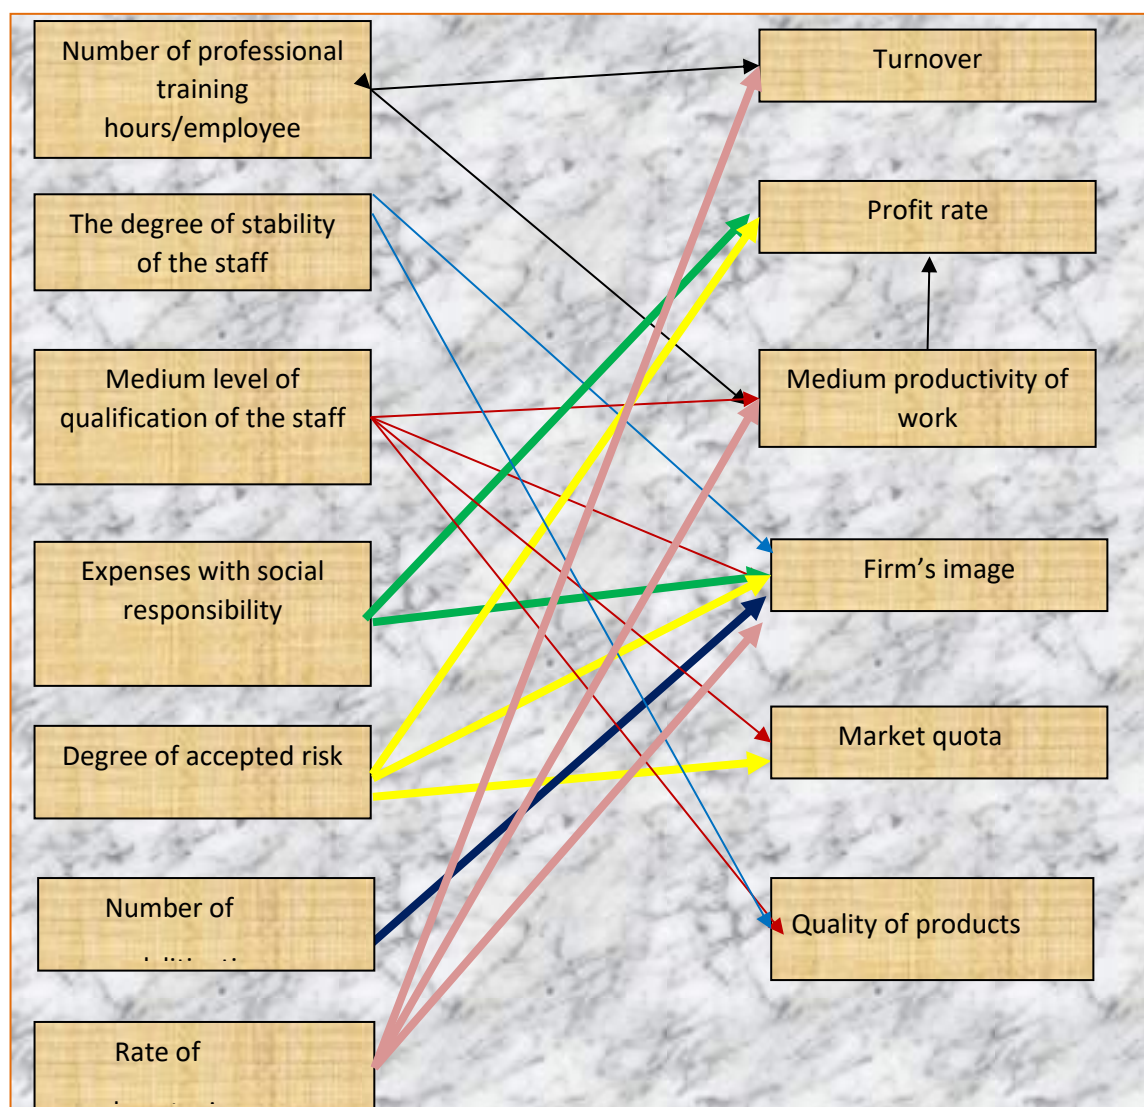 Number of professional
training
hours/employee
The degree of stability
of the staff
Medium level of
qualification of the staff
Expenses with social
responsibility
Degree of accepted risk
Number of
Rate of
Turnover
Profit rate
Medium productivity of
work
Firm's image
Market quota
Quality of products